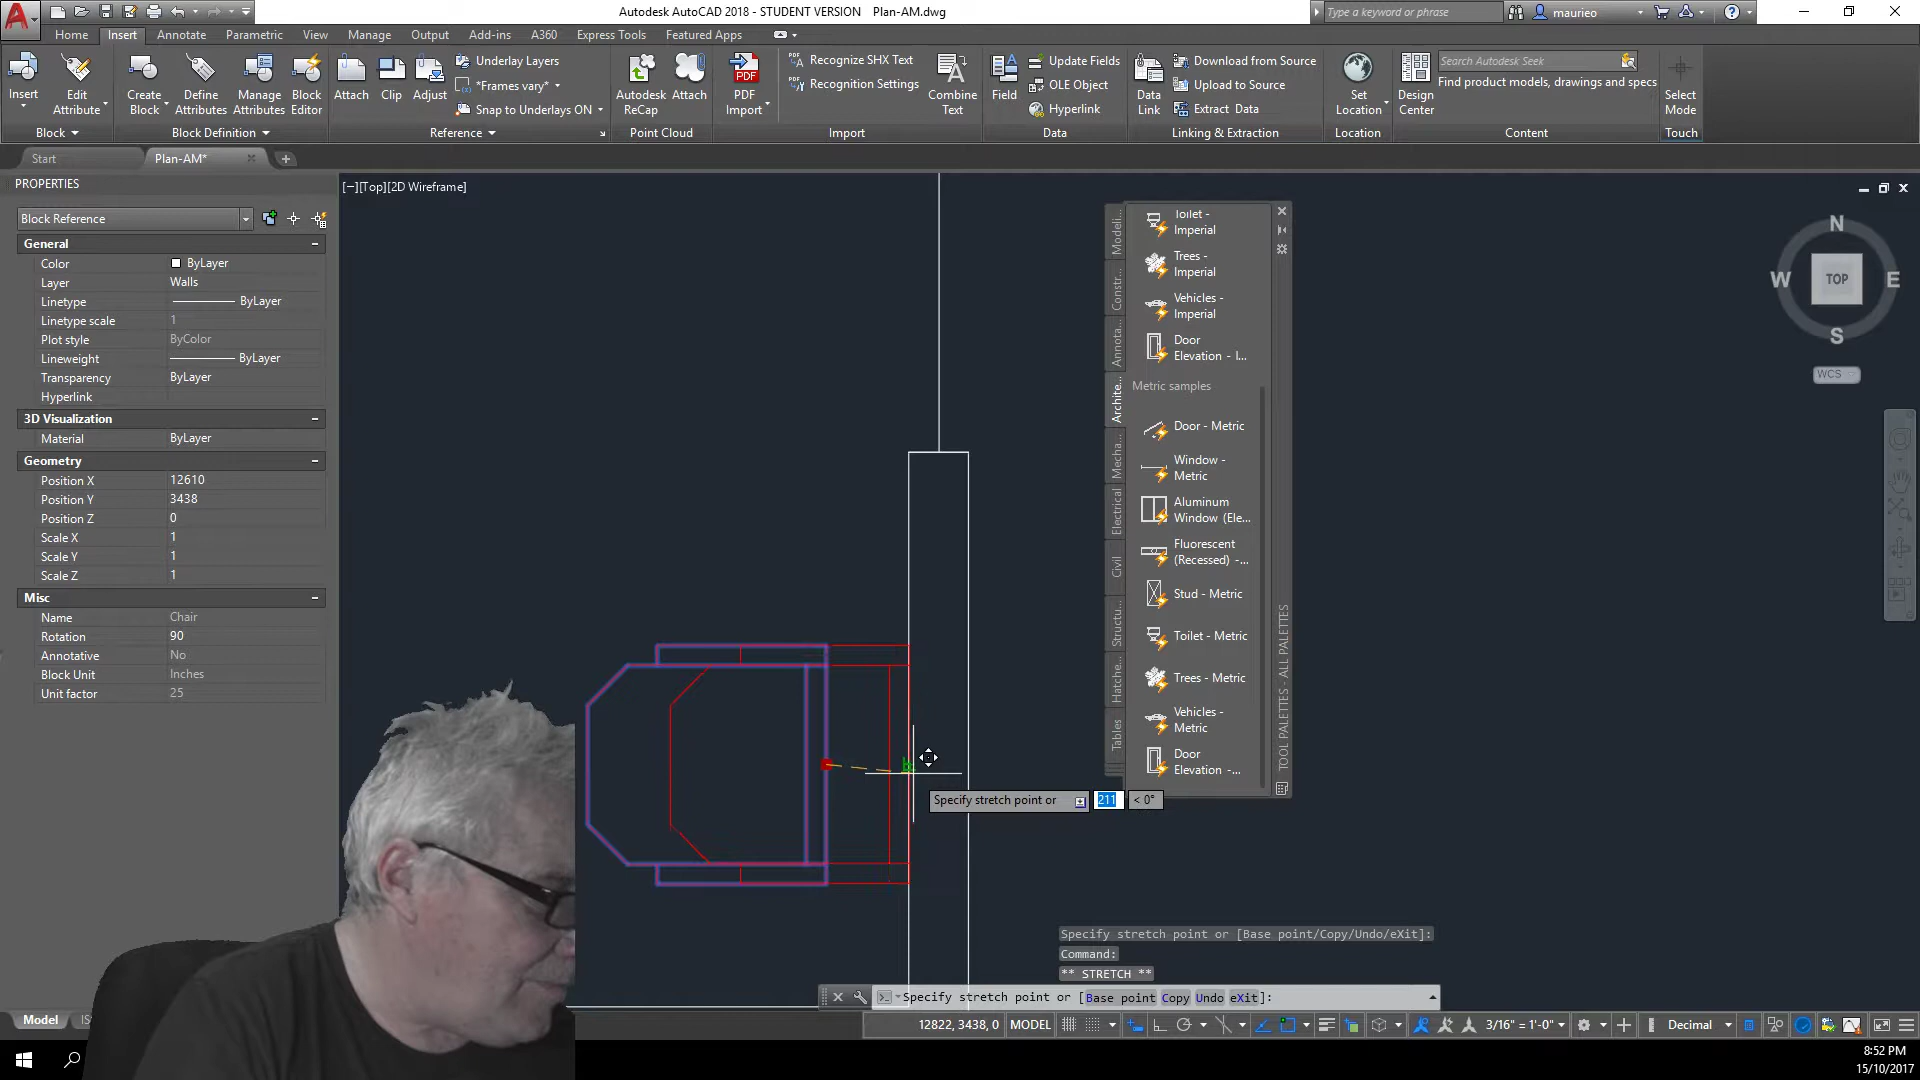 Autodesk AutoCAD 2018 - STUDENT VERSION    Plan-AM.dwg
Type a keyword or phrase
maurieo
Home Insert Annotate Parametric View Manage Output Add-ins A360 Express Tools Featured Apps
Insert
Edit
Attribute
Create
Block
Define
Attributes
Manage
Attributes
Block
Editor
Attach
Clip
Adjust
Underlay Layers
*Frames vary*
Snap to Underlays ON
Autodesk
ReCap
Attach
PDF
Import
Recognize SHX Text
Recognition Settings
Combine
Text
Field
Update Fields
OLE Object
Hyperlink
Data
Link
Download from Source
Upload to Source
Extract  Data
Set
Location
Design
Center
Search Autodesk Seek
Find product models, drawings and specs
Select
Mode
Block Block Definition Reference Point Cloud Import Data Linking & Extraction Location Content Touch
Start Plan-AM*
PROPERTIES
Block Reference
General
Color ByLayer
Layer Walls
Linetype ByLayer
Linetype scale 1
Plot style ByColor
Lineweight ByLayer
Transparency ByLayer
Hyperlink
3D Visualization
Material ByLayer
Geometry
Position X 12610
Position Y 3438
Position Z 0
Scale X 1
Scale Y 1
Scale Z 1
Misc
Name Chair
Rotation 90
Annotative No
Block Unit Inches
Unit factor 25
[−][Top][2D Wireframe]
Modeli...
Constr...
Annota...
Archite...
Mecha...
Electrical
Civil
Structu...
Hatche...
Tables
Toilet -
Imperial
Trees -
Imperial
Vehicles -
Imperial
Door
Elevation - I...
Metric samples
Door - Metric
Window -
Metric
Aluminum
Window (Ele...
Fluorescent
(Recessed) -...
Stud - Metric
Toilet - Metric
Trees - Metric
Vehicles -
Metric
Door
Elevation -...
TOOL PALETTES - ALL PALETTES
N
W TOP E
S
WCS
Specify stretch point or 211 < 0°
Specify stretch point or [Base point/Copy/Undo/eXit]:
Command:
** STRETCH **
Specify stretch point or [Base point Copy Undo eXit]:
Model
12822, 3438, 0 MODEL 3/16" = 1'-0" Decimal
8:52 PM
15/10/2017